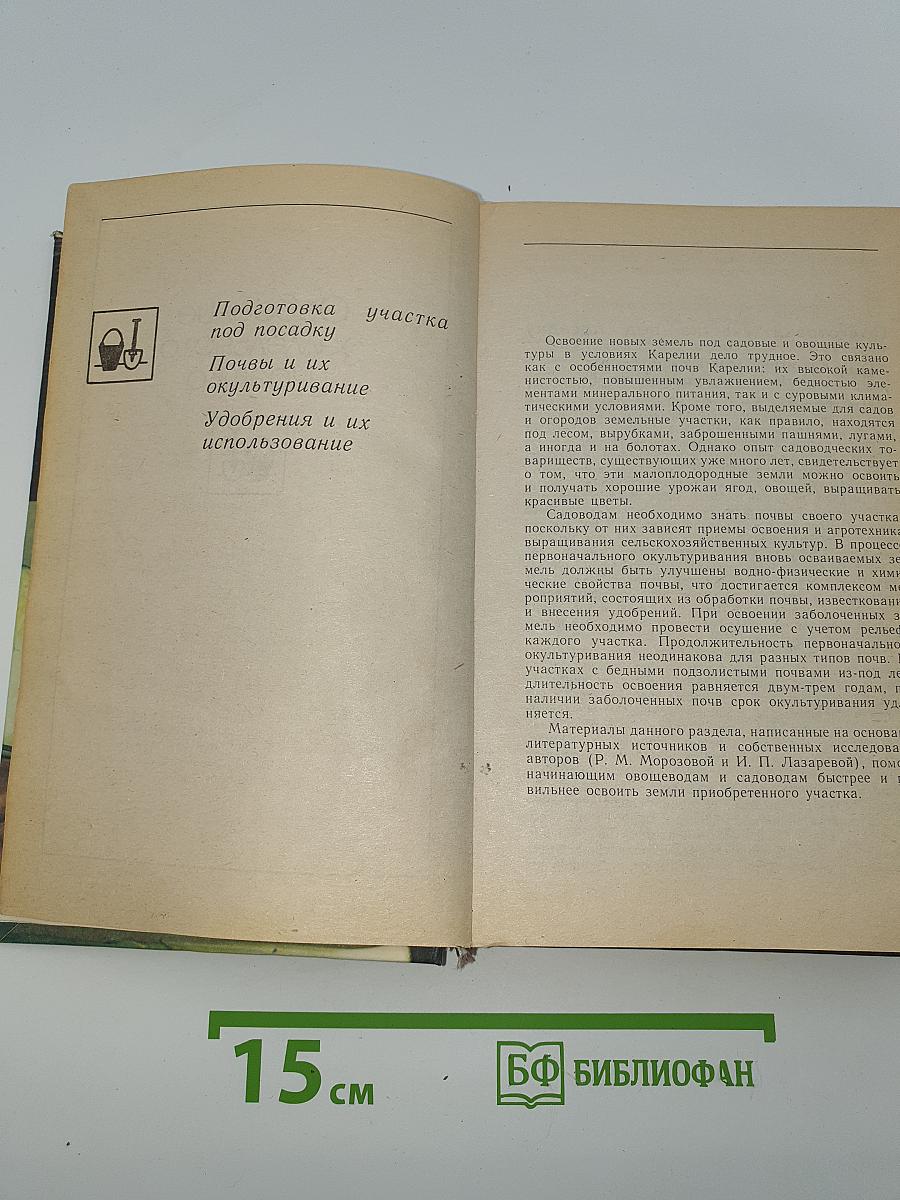 Подготовка участка
под посадку
Почвы и их
окультуривание
Удобрения и их
использование
Освоение новых земель под садовые и овощные куль-
туры в условиях Карелии дело трудное. Это связано
как с особенностями почв Карелии: их высокой каме-
нистостью, повышенным увлажнением, бедностью эле-
ментами минерального питания, так и с суровыми клима-
тическими условиями. Кроме того, выделяемые для садов
и огородов земельные участки, как правило, находятся
под лесом, вырубками, заброшенными пашнями, лугами,
а иногда и на болотах. Однако опыт садоводческих то-
вариществ, существующих уже много лет, свидетельствует
о том, что эти малоплодородные земли можно освоить
и получать хорошие урожаи ягод, овощей, выращивать
красивые цветы.
Садоводам необходимо знать почвы своего участка,
поскольку от них зависят приемы освоения и агротехника
выращивания сельскохозяйственных культур. В процессе
первоначального окультуривания вновь осваиваемых зе-
мель должны быть улучшены водно-физические и хими
ческие свойства почвы, что достигается комплексом ме
роприятий, состоящих из обработки почвы, известковани
и внесения удобрений. При освоении заболоченных з
мель необходимо провести осушение с учетом рельеф
каждого участка. Продолжительность первоначально
окультуривания неодинакова для разных типов почв.
участках с бедными подзолистыми почвами из-под ле
длительность освоения равняется двум-трем годам, п
наличии заболоченных почв срок окультуривания удл
няется.
Материалы данного раздела, написанные на основан
литературных источников и собственных исследова
авторов (Р. М. Морозовой и И. П. Лазаревой), помо
начинающим овощеводам и садоводам быстрее и п
вильнее освоить земли приобретенного участка.
15 см
БФ БИБЛИОФАН